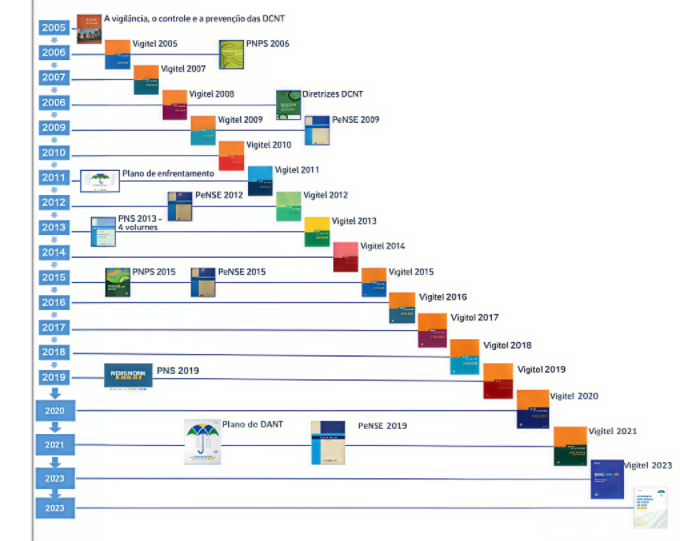 2005 A vigilância, o controle e a prevenção das DCNT
2006 Vigitel 2005 PNPS 2006
2007 Vigitel 2007
2006 Vigitel 2008 Diretrizes DCNT
2009 Vigitel 2009 PeNSE 2009
2010 Vigitel 2010
2011 Plano de enfrentamento Vigitel 2011
2012 PeNSE 2012 Vigitel 2012
2013 PNS 2013 -
4 volumes Vigitel 2013
2014 Vigitel 2014
2015 PNPS 2015 PeNSE 2015 Vigitel 2015
2016 Vigitel 2016
2017 Vigitol 2017
2018 Vigitol 2018
2019 PNS 2019 Vigitol 2019
2020 Vigitel 2020
2021 Plano de DANT PeNSE 2019 Vigitel 2021
2023 Vigitel 2023
2023